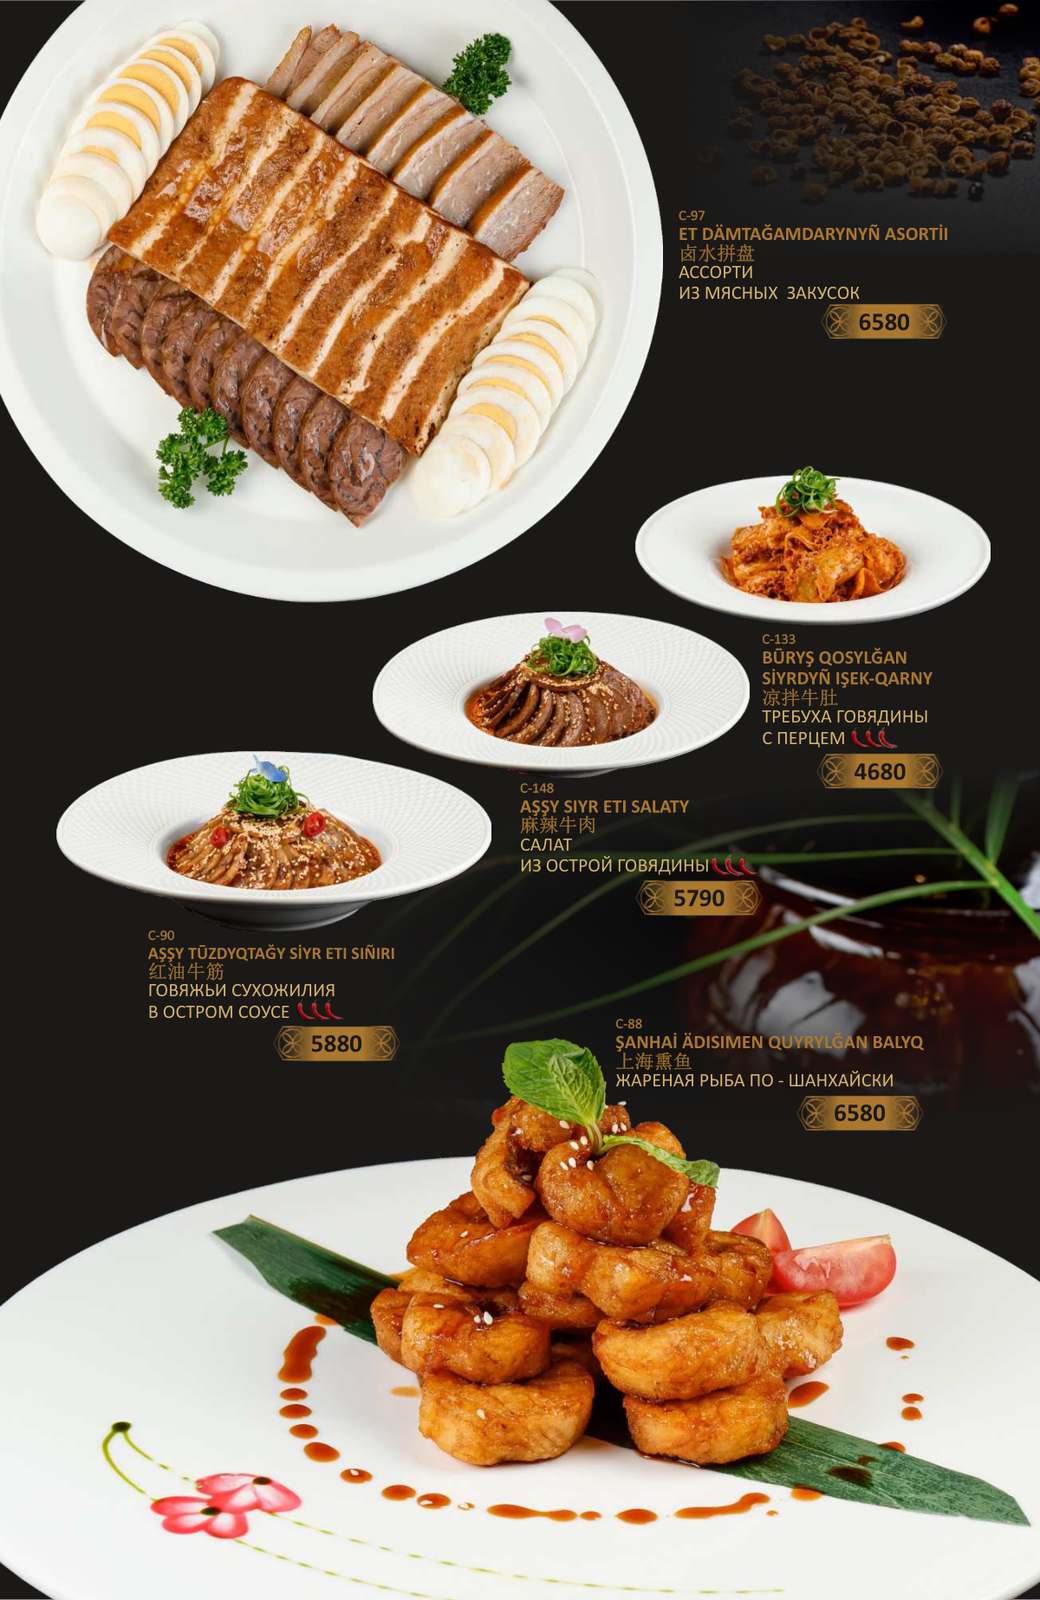 C-97
ET DÄMTAĞAMDARYNYÑ ASORTİİ
卤水拼盘
АССОРТИ
ИЗ МЯСНЫХ ЗАКУСОК
6580
C-133
BŪRYŞ QOSYLĞAN
SİYRDYÑ IŞEK-QARNY
凉拌牛肚
ТРЕБУХА ГОВЯДИНЫ
С ПЕРЦЕМ
4680
C-148
AŞŞY SIYR ETI SALATY
麻辣牛肉
САЛАТ
ИЗ ОСТРОЙ ГОВЯДИНЫ
5790
C-90
AŞŞY TŪZDYQTAĞY SİYR ETI SIÑIRI
红油牛筋
ГОВЯЖЬИ СУХОЖИЛИЯ
В ОСТРОМ СОУСЕ
5880
C-88
ŞANHAİ ÄDISIMEN QUYRYLĞAN BALYQ
上海熏鱼
ЖАРЕНАЯ РЫБА ПО - ШАНХАЙСКИ
6580